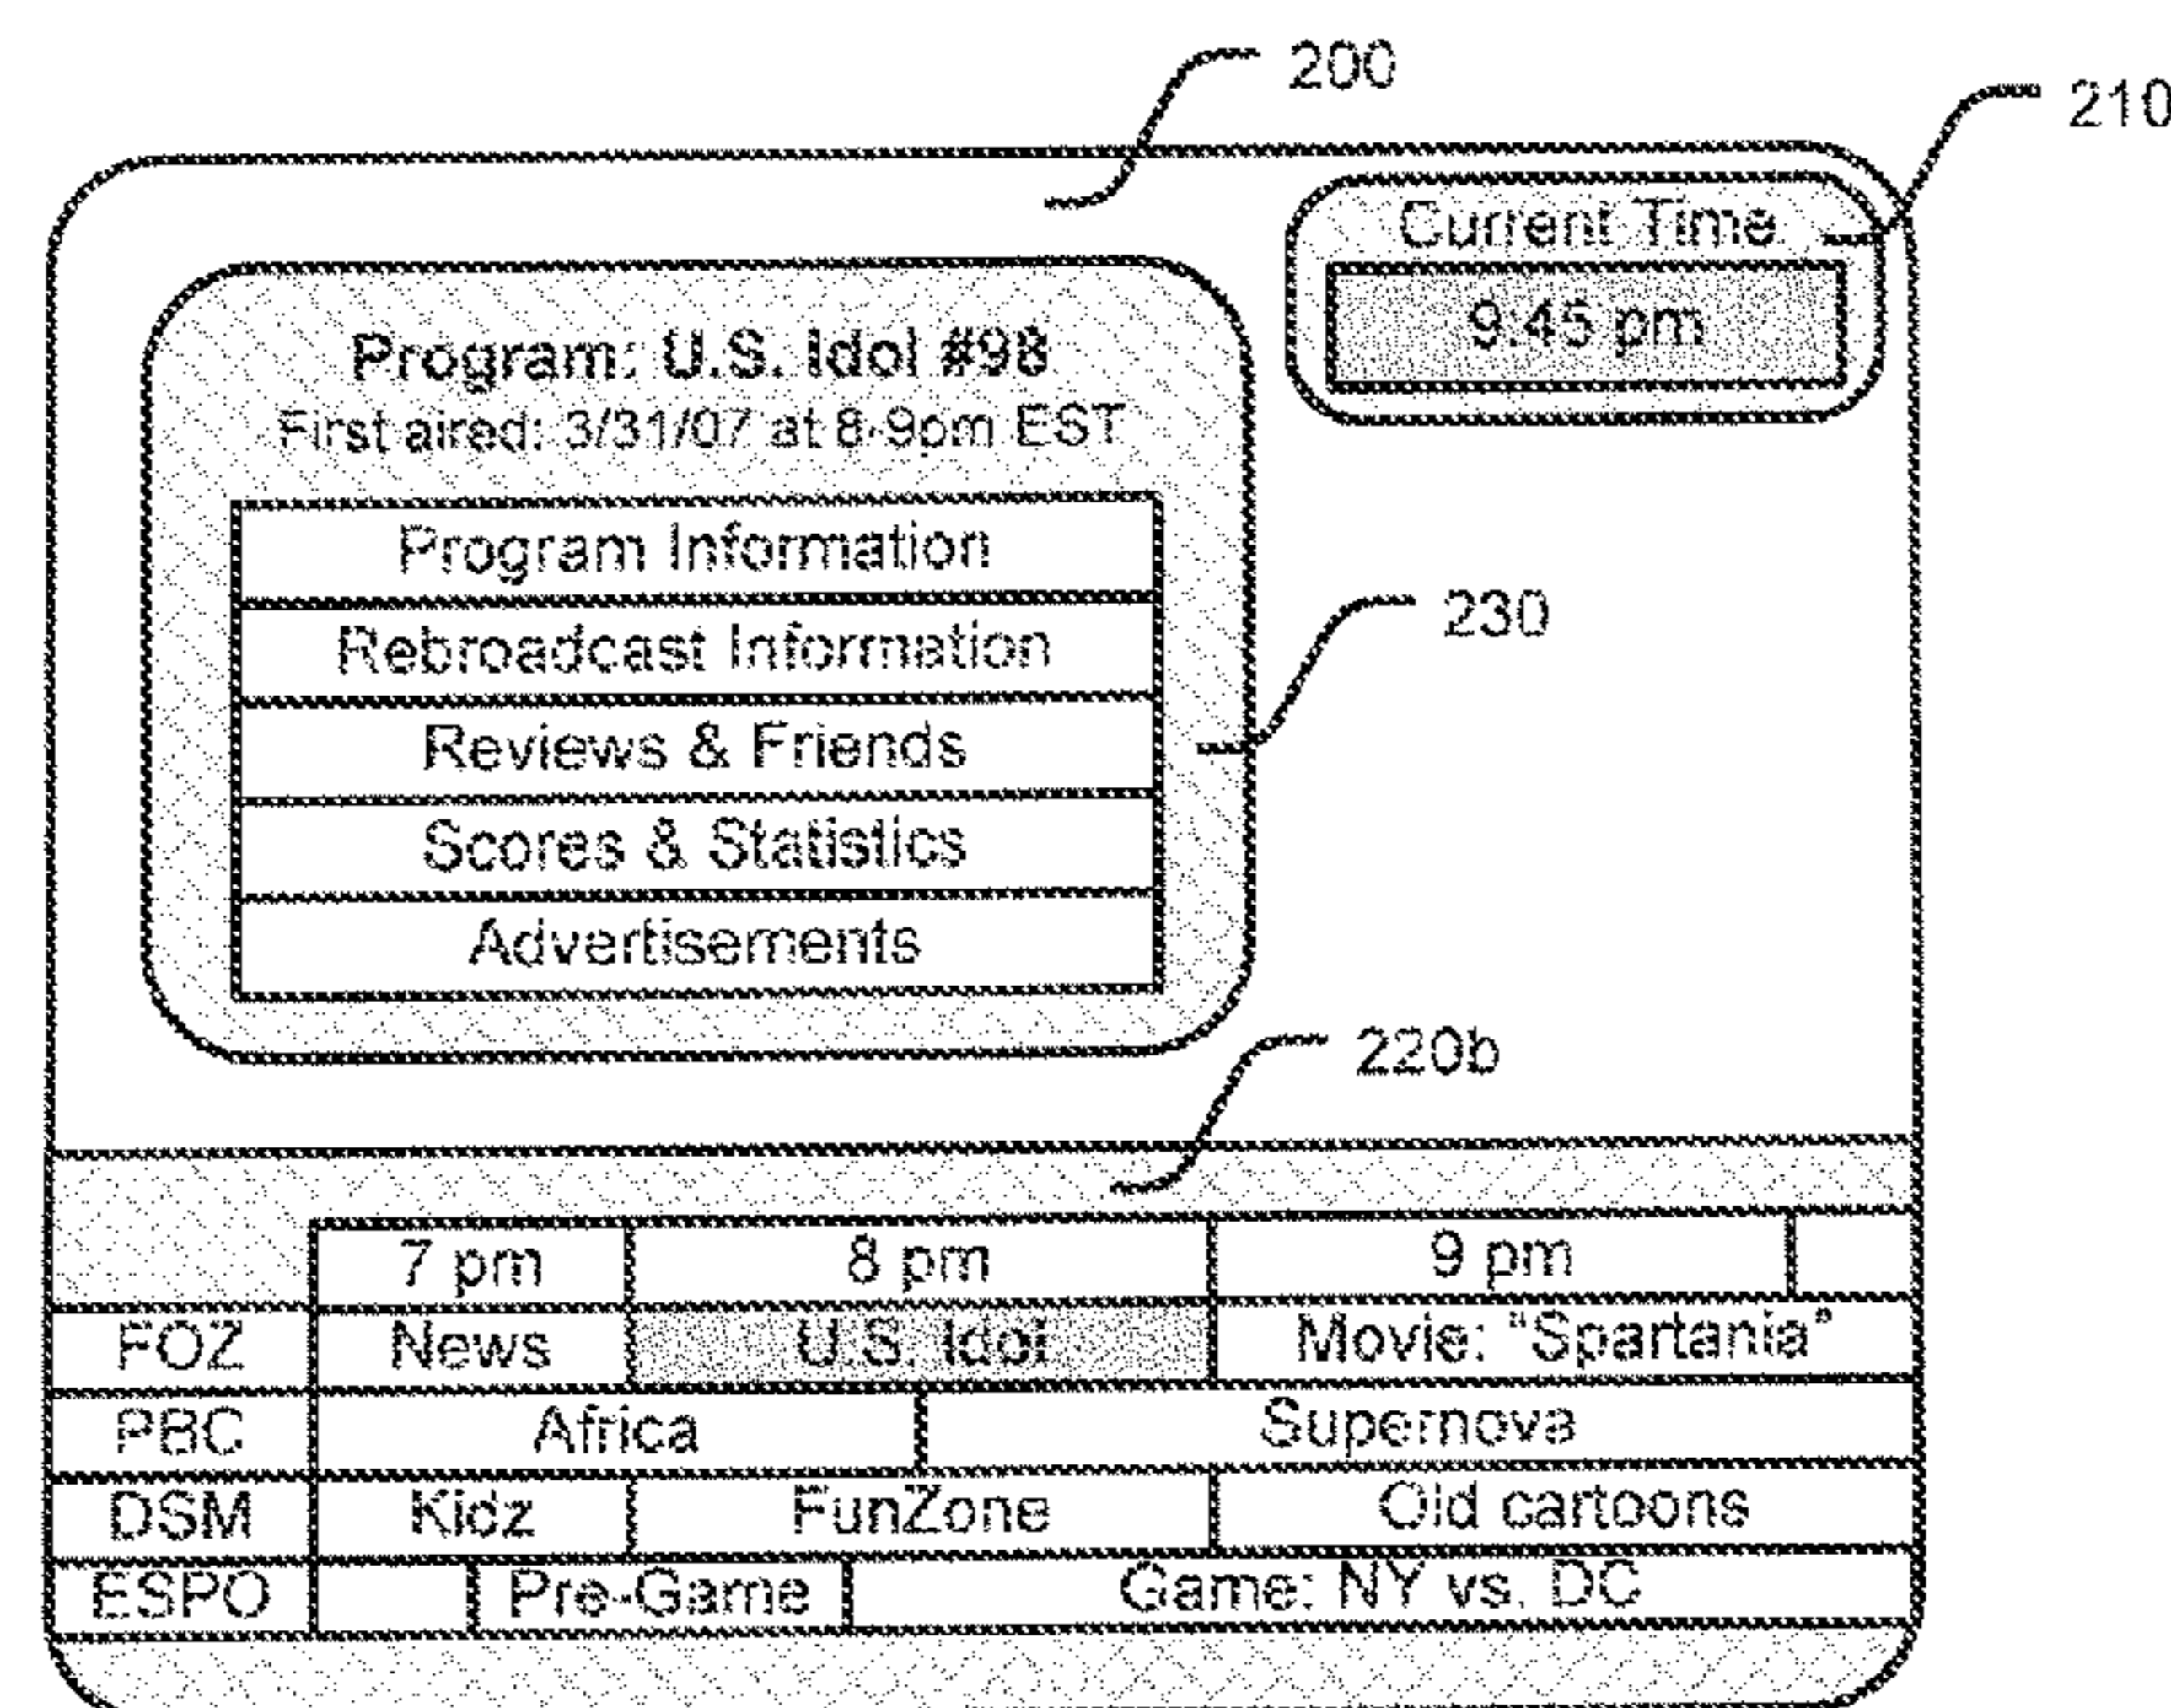 200
210
Current Time
9:45 pm
Program: U.S. Idol #98
First aired: 3/31/07 at 8-9pm EST
Program Information
Rebroadcast Information
230
Reviews & Friends
Scores & Statistics
Advertisements
220b
7 pm 8 pm 9 pm
FOZ News U.S. Idol Movie: "Spartania"
PBC Africa Supernova
DSM Kidz FunZone Old cartoons
ESPO Pre-Game Game: NY vs. DC